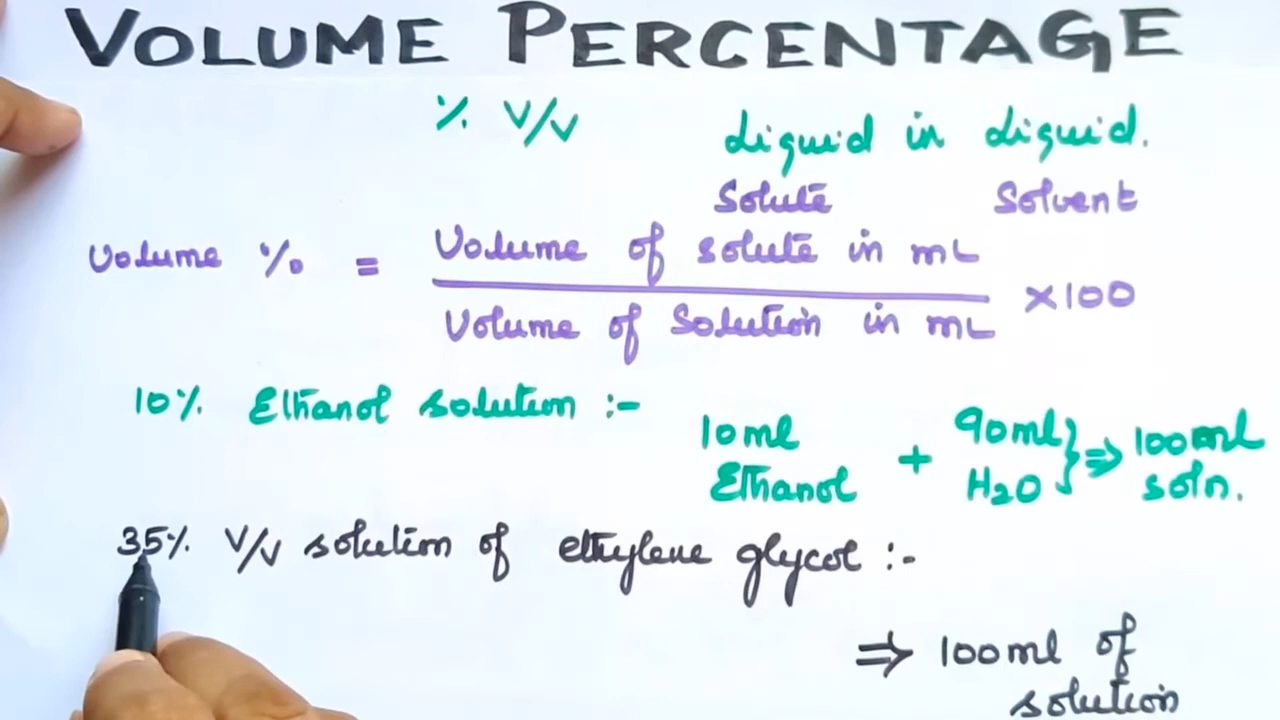 VOLUME PERCENTAGE
% V/V Liquid in Liquid.
Solute Solvent
Volume % = Volume of solute in mL
Volume of Solution in mL ×100
10% Ethanol solution :-
10ml Ethanol + 90ml H2O } ⇒ 100ml soln.
35% V/V solution of ethylene glycol :-
⇒ 100ml of
solution